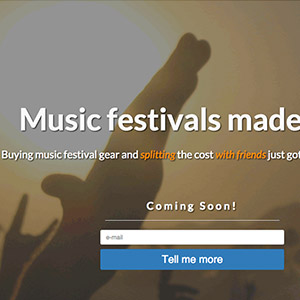 Music festivals made
Buying music festival gear and splitting the cost with friends just got
Coming Soon!
e-mail
Tell me more